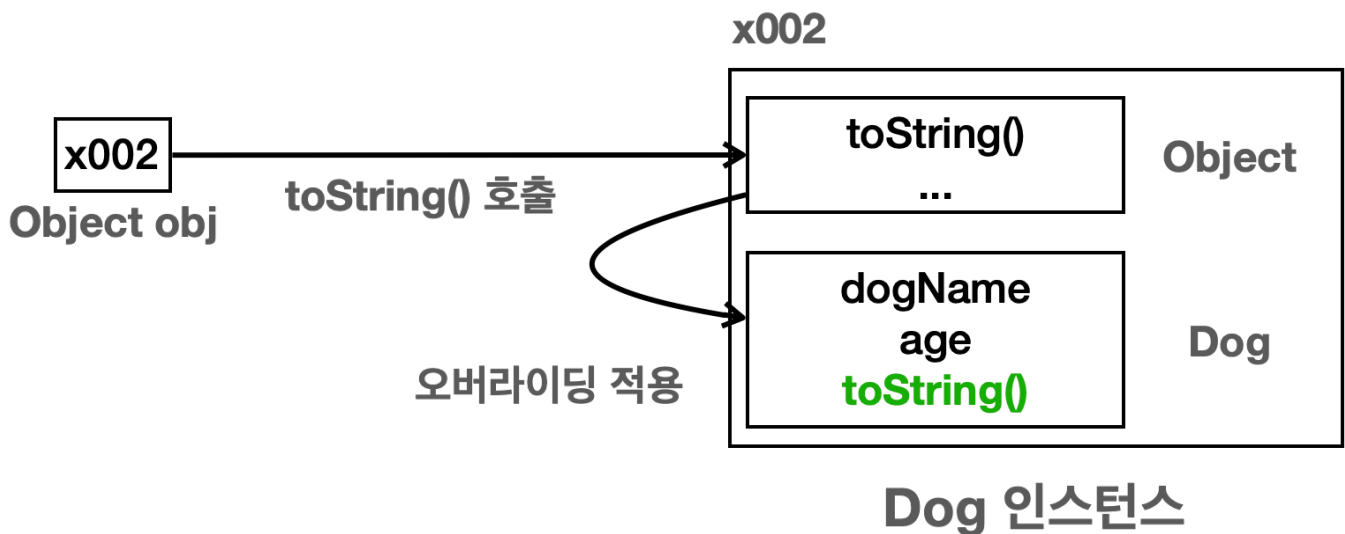 x002
x002
Object obj
toString() 호출
toString()
...
Object
dogName
age
toString()
Dog
오버라이딩 적용
Dog 인스턴스